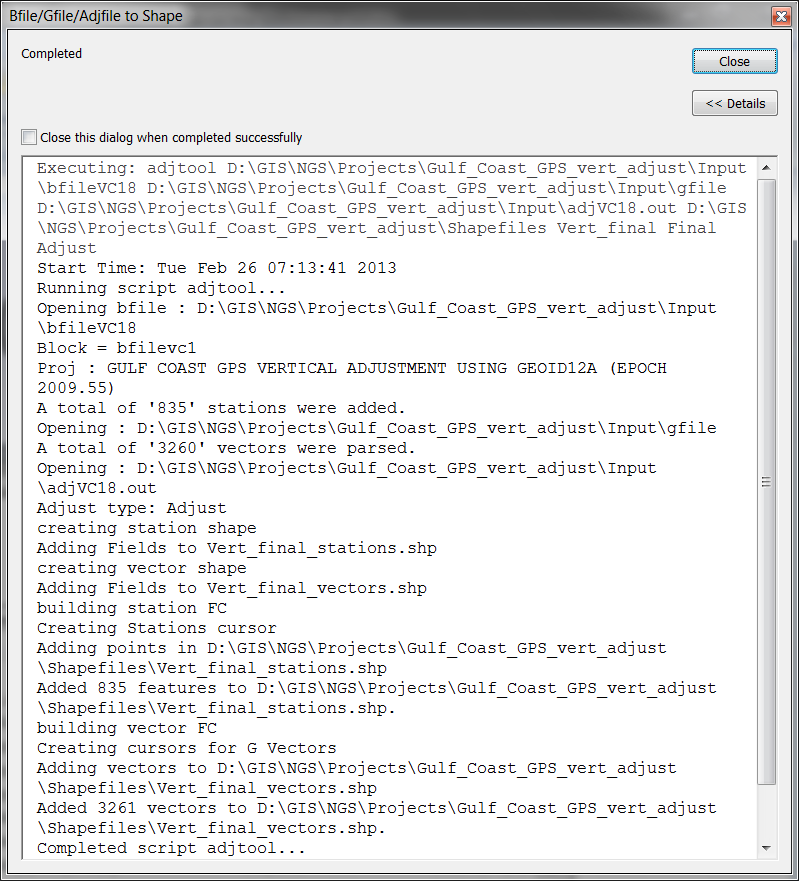 Bfile/Gfile/Adjfile to Shape
Completed
Close
<< Details
Close this dialog when completed successfully
Executing: adjtool D:\GIS\NGS\Projects\Gulf_Coast_GPS_vert_adjust\Input
\bfileVC18 D:\GIS\NGS\Projects\Gulf_Coast_GPS_vert_adjust\Input\gfile
D:\GIS\NGS\Projects\Gulf_Coast_GPS_vert_adjust\Input\adjVC18.out D:\GIS
\NGS\Projects\Gulf_Coast_GPS_vert_adjust\Shapefiles Vert_final Final
Adjust
Start Time: Tue Feb 26 07:13:41 2013
Running script adjtool...
Opening bfile : D:\GIS\NGS\Projects\Gulf_Coast_GPS_vert_adjust\Input
\bfileVC18
Block = bfilevc1
Proj : GULF COAST GPS VERTICAL ADJUSTMENT USING GEOID12A (EPOCH
2009.55)
A total of '835' stations were added.
Opening : D:\GIS\NGS\Projects\Gulf_Coast_GPS_vert_adjust\Input\gfile
A total of '3260' vectors were parsed.
Opening : D:\GIS\NGS\Projects\Gulf_Coast_GPS_vert_adjust\Input
\adjVC18.out
Adjust type: Adjust
creating station shape
Adding Fields to Vert_final_stations.shp
creating vector shape
Adding Fields to Vert_final_vectors.shp
building station FC
Creating Stations cursor
Adding points in D:\GIS\NGS\Projects\Gulf_Coast_GPS_vert_adjust
\Shapefiles\Vert_final_stations.shp
Added 835 features to D:\GIS\NGS\Projects\Gulf_Coast_GPS_vert_adjust
\Shapefiles\Vert_final_stations.shp.
building vector FC
Creating cursors for G Vectors
Adding vectors to D:\GIS\NGS\Projects\Gulf_Coast_GPS_vert_adjust
\Shapefiles\Vert_final_vectors.shp
Added 3261 vectors to D:\GIS\NGS\Projects\Gulf_Coast_GPS_vert_adjust
\Shapefiles\Vert_final_vectors.shp.
Completed script adjtool...